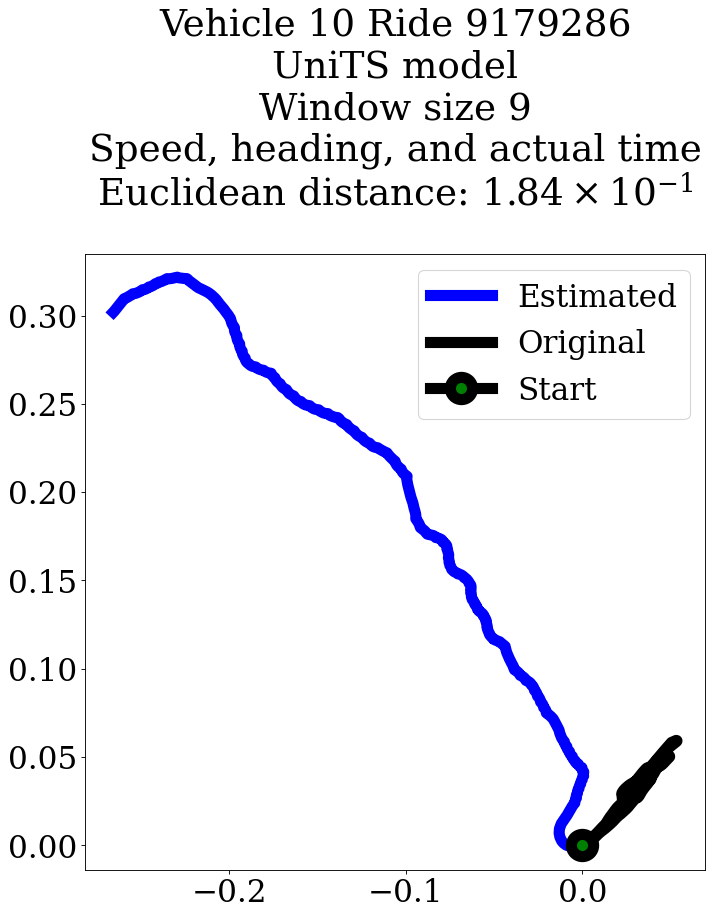 Vehicle 10 Ride 9179286
UniTS model
Window size 9
Speed, heading, and actual time
Euclidean distance: 1.84 × 10⁻¹
Estimated
Original
Start
0.30
0.25
0.20
0.15
0.10
0.05
0.00
−0.2
−0.1
0.0